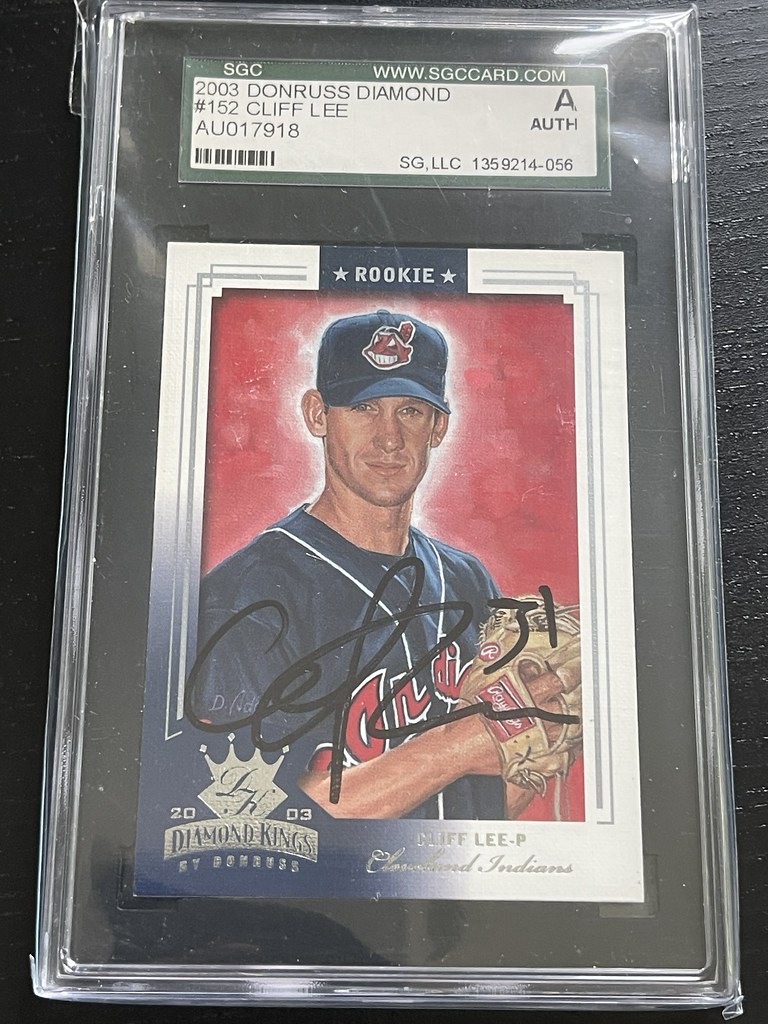 SGC WWW.SGCCARD.COM
2003 DONRUSS DIAMOND
#152 CLIFF LEE
AU017918
A
AUTH
SG,LLC 1359214-056
★ ROOKIE ★
31
R
Rawlings
D.K
20 03
DIAMOND KINGS
BY DONRUSS
CLIFF LEE-P
Cleveland Indians